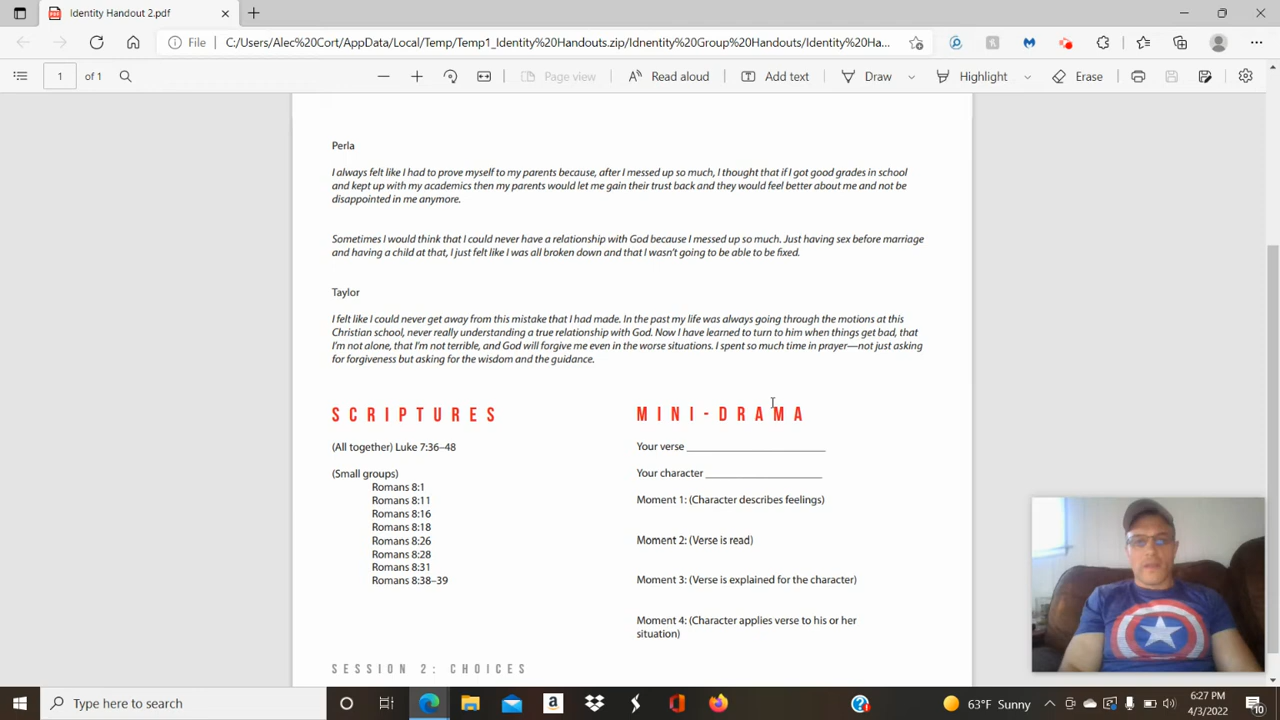 Identity Handout 2.pdf
File
C:/Users/Alec%20Cort/AppData/Local/Temp/Temp1_Identity%20Handouts.zip/Idnentity%20Group%20Handouts/Identity%20Ha...
1 of 1
Page view
Read aloud
Add text
Draw
Highlight
Erase
Perla
I always felt like I had to prove myself to my parents because, after I messed up so much, I thought that if I got good grades in school
and kept up with my academics then my parents would let me gain their trust back and they would feel better about me and not be
disappointed in me anymore.
Sometimes I would think that I could never have a relationship with God because I messed up so much. Just having sex before marriage
and having a child at that, I just felt like I was all broken down and that I wasn't going to be able to be fixed.
Taylor
I felt like I could never get away from this mistake that I had made. In the past my life was always going through the motions at this
Christian school, never really understanding a true relationship with God. Now I have learned to turn to him when things get bad, that
I'm not alone, that I'm not terrible, and God will forgive me even in the worse situations. I spent so much time in prayer—not just asking
for forgiveness but asking for the wisdom and the guidance.
SCRIPTURES
(All together) Luke 7:36–48
(Small groups)
Romans 8:1
Romans 8:11
Romans 8:16
Romans 8:18
Romans 8:26
Romans 8:28
Romans 8:31
Romans 8:38–39
MINI-DRAMA
Your verse ______________________
Your character __________________
Moment 1: (Character describes feelings)
Moment 2: (Verse is read)
Moment 3: (Verse is explained for the character)
Moment 4: (Character applies verse to his or her
situation)
SESSION 2: CHOICES
Type here to search
63°F Sunny
6:27 PM
4/3/2022